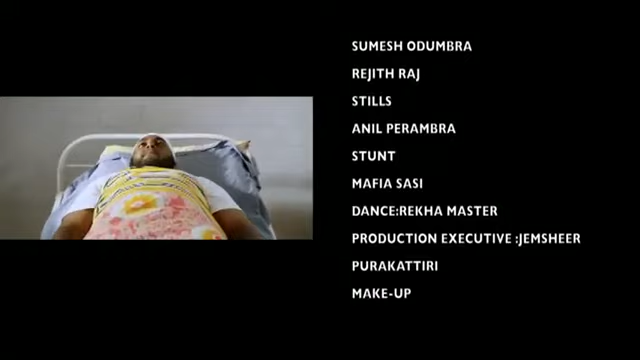 SUMESH ODUMBRA
REJITH RAJ
STILLS
ANIL PERAMBRA
STUNT
MAFIA SASI
DANCE:REKHA MASTER
PRODUCTION EXECUTIVE :JEMSHEER
PURAKATTIRI
MAKE-UP